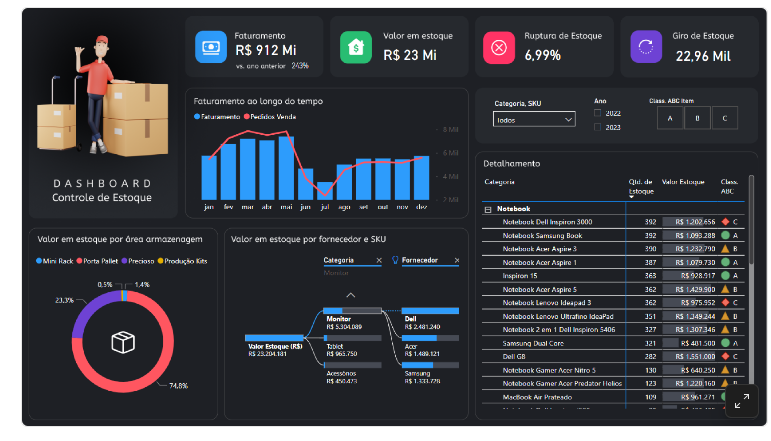 DASHBOARD
Controle de Estoque
Faturamento
R$ 912 Mi
vs. ano anterior 243%
Valor em estoque
R$ 23 Mi
Ruptura de Estoque
6,99%
Giro de Estoque
22,96 Mil
Faturamento ao longo do tempo
Faturamento Pedidos Venda
8 Mil
6 Mil
4 Mil
2 Mil
jan fev mar abr mai jun jul ago set out nov dez
Categoria, SKU
Todos
Ano
2022
2023
Class. ABC Item
A B C
Detalhamento
Categoria Qtd. de Estoque Valor Estoque Class. ABC
Notebook
Notebook Dell Inspiron 3000 392 R$ 1.202.656 C
Notebook Samsung Book 392 R$ 1.093.288 A
Notebook Acer Aspire 3 390 R$ 1.232.790 B
Notebook Acer Aspire 1 387 R$ 1.079.730 A
Inspiron 15 363 R$ 928.917 A
Notebook Acer Aspire 5 362 R$ 1.429.900 B
Notebook Lenovo Ideapad 3 362 R$ 975.952 C
Notebook Lenovo Ultrafino IdeaPad 351 R$ 1.349.244 B
Notebook 2 em 1 Dell Inspiron 5406 327 R$ 1.307.346 B
Samsung Dual Core 321 R$ 481.500 A
Dell G8 282 R$ 1.551.000 C
Notebook Gamer Acer Nitro 5 130 R$ 640.250 B
Notebook Gamer Acer Predator Helios 123 R$ 1.220.160 B
MacBook Air Prateado 109 R$ 961.271
Valor em estoque por área armazenagem
Mini Rack Porta Pallet Precioso Produção Kits
0,5% 1,4%
23,3%
74,8%
Valor em estoque por fornecedor e SKU
Categoria Fornecedor
Monitor
Valor Estoque (R$)
R$ 23.204.181
Monitor
R$ 5.304.089
Tablet
R$ 965.750
Acessórios
R$ 450.473
Dell
R$ 2.481.240
Acer
R$ 1.489.121
Samsung
R$ 1.333.728